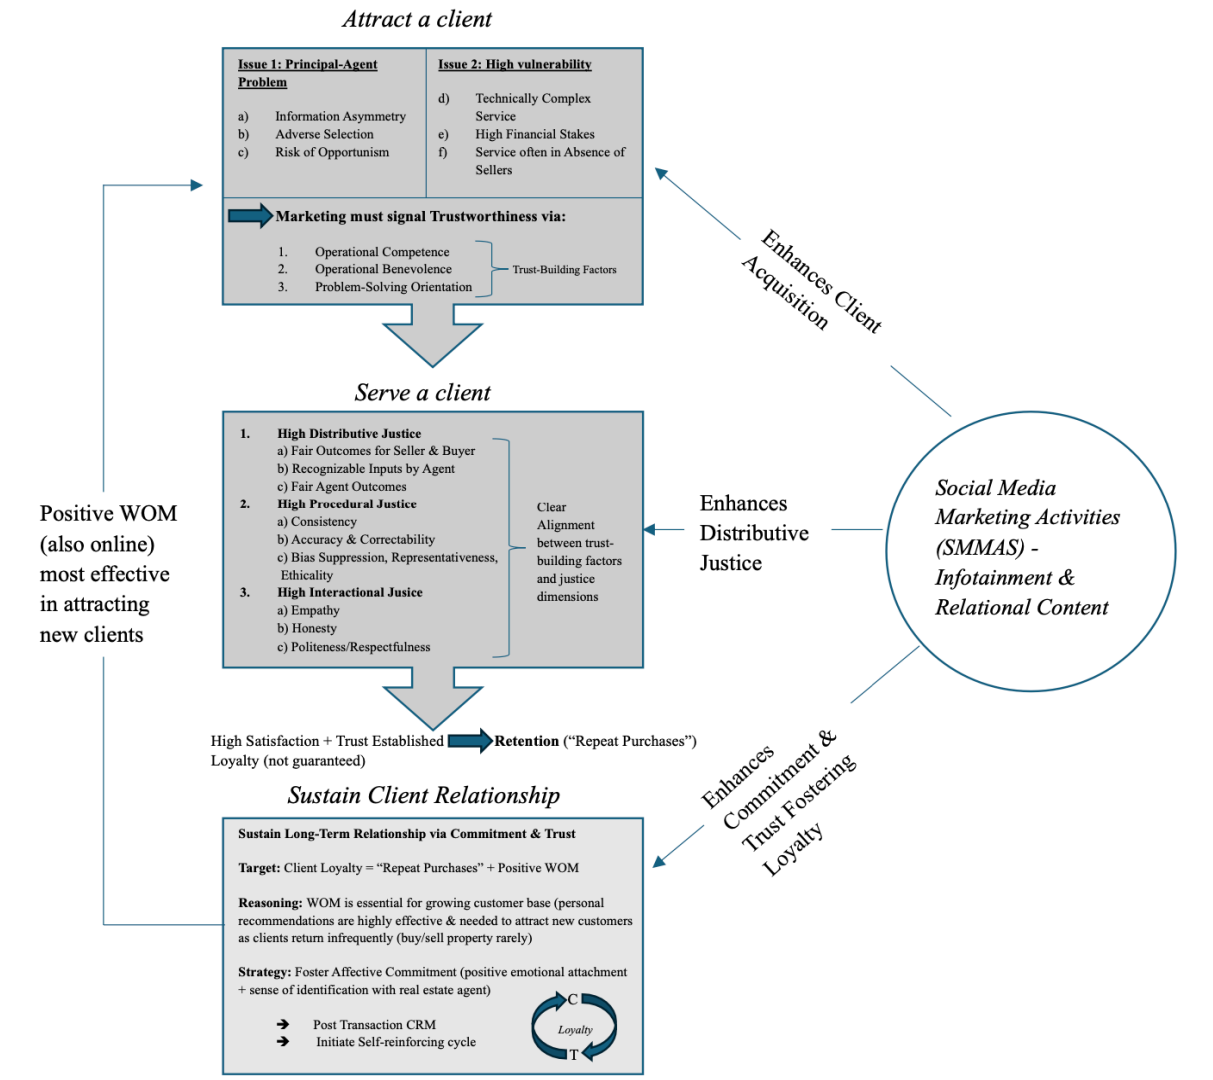 Attract a client
Issue 1: Principal-Agent
Problem
a) Information Asymmetry
b) Adverse Selection
c) Risk of Opportunism
Issue 2: High vulnerability
d) Technically Complex
Service
e) High Financial Stakes
f) Service often in Absence of
Sellers
Marketing must signal Trustworthiness via:
1. Operational Competence
2. Operational Benevolence
3. Problem-Solving Orientation
Trust-Building Factors
Enhances Client
Acquisition
Serve a client
1. High Distributive Justice
a) Fair Outcomes for Seller & Buyer
b) Recognizable Inputs by Agent
c) Fair Agent Outcomes
2. High Procedural Justice
a) Consistency
b) Accuracy & Correctability
c) Bias Suppression, Representativeness,
Ethicality
3. High Interactional Jusice
a) Empathy
b) Honesty
c) Politeness/Respectfulness
Clear
Alignment
between trust-
building factors
and justice
dimensions
Enhances
Distributive
Justice
Social Media
Marketing Activities
(SMMAS) -
Infotainment &
Relational Content
Positive WOM
(also online)
most effective
in attracting
new clients
High Satisfaction + Trust Established
Retention (“Repeat Purchases”)
Loyalty (not guaranteed)
Enhances
Commitment &
Trust Fostering
Loyalty
Sustain Client Relationship
Sustain Long-Term Relationship via Commitment & Trust
Target: Client Loyalty = “Repeat Purchases” + Positive WOM
Reasoning: WOM is essential for growing customer base (personal
recommendations are highly effective & needed to attract new customers
as clients return infrequently (buy/sell property rarely)
Strategy: Foster Affective Commitment (positive emotional attachment
+ sense of identification with real estate agent)
➔ Post Transaction CRM
➔ Initiate Self-reinforcing cycle
C
Loyalty
T